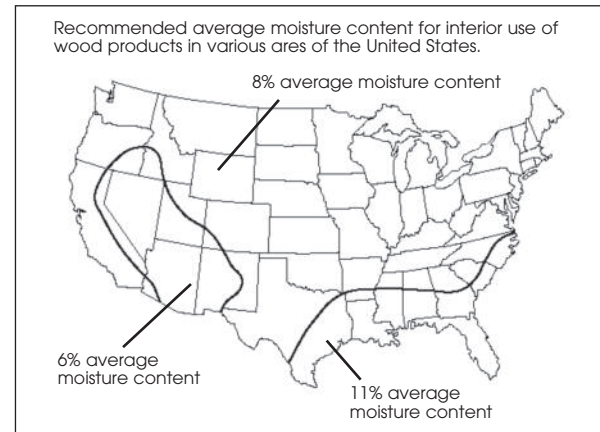 Recommended average moisture content for interior use of
wood products in various ares of the United States.
8% average moisture content
6% average
moisture content
11% average
moisture content